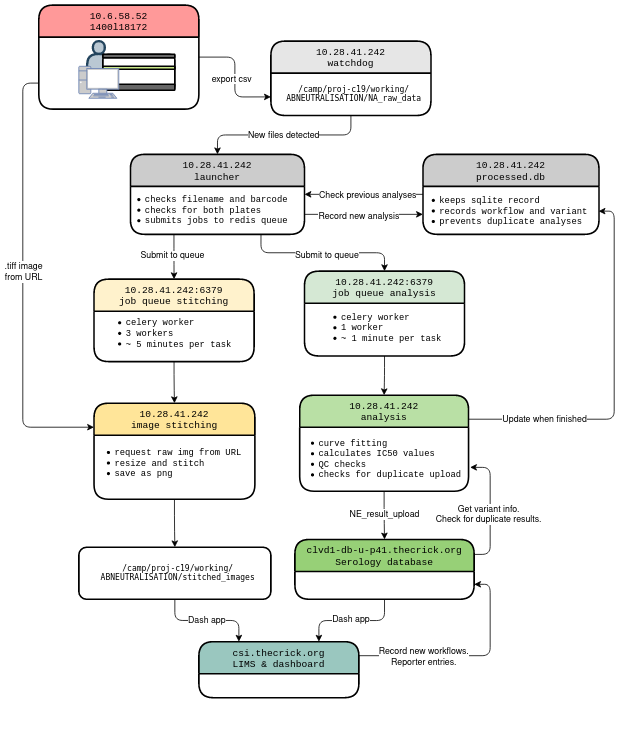 10.6.58.52
1400l18172
export csv
10.28.41.242
watchdog
/camp/proj-c19/working/
ABNEUTRALISATION/NA_raw_data
New files detected
10.28.41.242
launcher
• checks filename and barcode
• checks for both plates
• submits jobs to redis queue
Check previous analyses
Record new analysis
10.28.41.242
processed.db
• keeps sqlite record
• records workflow and variant
• prevents duplicate analyses
.tiff image
from URL
Submit to queue
Submit to queue
10.28.41.242:6379
job queue stitching
• celery worker
• 3 workers
• ~ 5 minutes per task
10.28.41.242:6379
job queue analysis
• celery worker
• 1 worker
• ~ 1 minute per task
10.28.41.242
image stitching
• request raw img from URL
• resize and stitch
• save as png
10.28.41.242
analysis
• curve fitting
• calculates IC50 values
• QC checks
• checks for duplicate upload
Update when finished
NE_result_upload
Get variant info.
Check for duplicate results.
/camp/proj-c19/working/
ABNEUTRALISATION/stitched_images
clvd1-db-u-p41.thecrick.org
Serology database
Dash app
Dash app
csi.thecrick.org
LIMS & dashboard
Record new workflows.
Reporter entries.